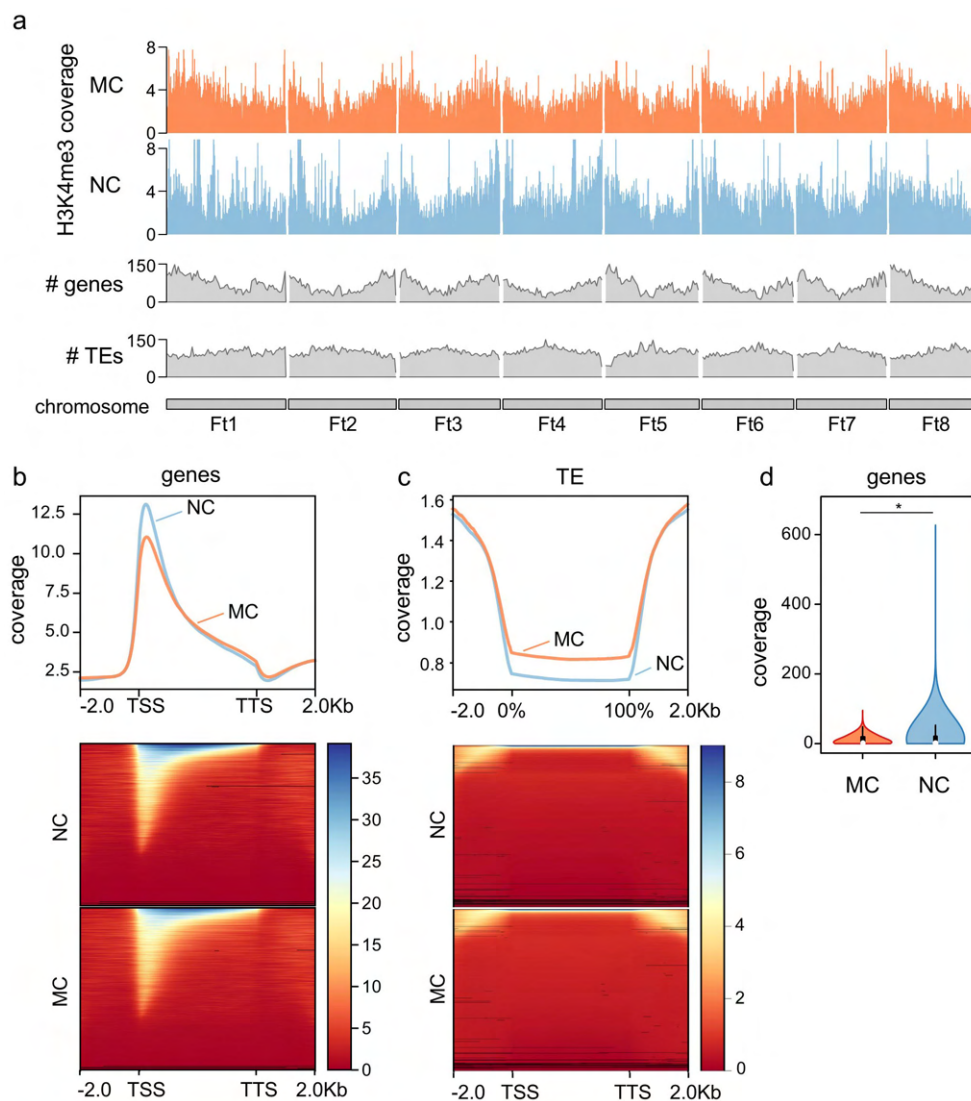 a
H3K4me3 coverage
MC
8
4
0
NC
8
4
0
# genes
150
0
# TEs
150
0
chromosome
Ft1 Ft2 Ft3 Ft4 Ft5 Ft6 Ft7 Ft8
b
genes
coverage
12.5
10.0
7.5
5.0
2.5
NC
MC
-2.0 TSS TTS 2.0Kb
NC
MC
35
30
25
20
15
10
5
0
-2.0 TSS TTS 2.0Kb
c
TE
coverage
1.6
1.4
1.2
1.0
0.8
MC
NC
-2.0 0% 100% 2.0Kb
NC
MC
8
6
4
2
0
-2.0 TSS TTS 2.0Kb
d
genes
coverage
600
400
200
0
*
MC NC